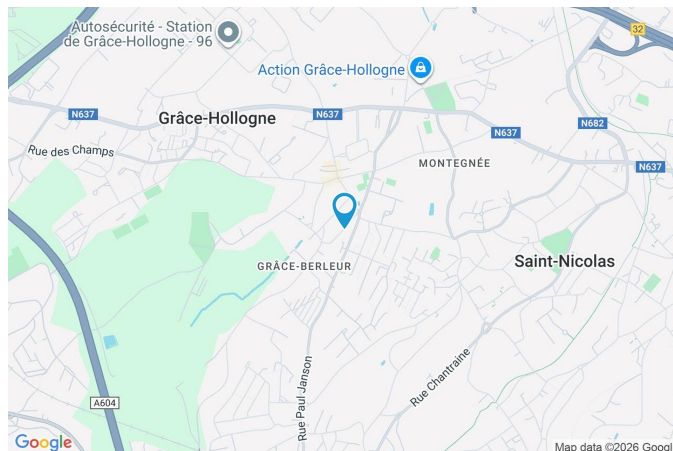 Autosécurité - Station
de Grâce-Hollogne - 96
32
Action Grâce-Hollogne
N637
Grâce-Hollogne
N637
N637
N682
Rue des Champs
MONTEGNÉE
N637
GRÂCE-BERLEUR
Saint-Nicolas
Rue Paul Janson
Rue Chantraine
A604
Google
Map data ©2026 Googl